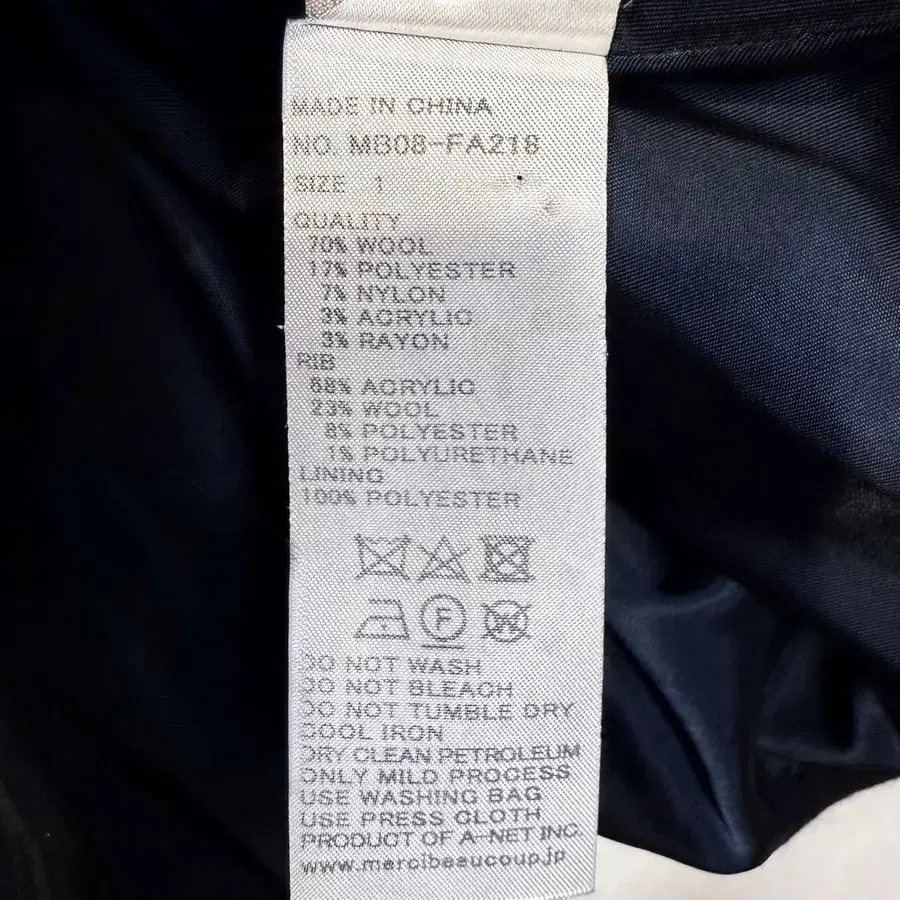 MADE IN CHINA
NO. MB08-FA218
SIZE 1
QUALITY
70% WOOL
17% POLYESTER
7% NYLON
3% ACRYLIC
3% RAYON
RIB
68% ACRYLIC
23% WOOL
8% POLYESTER
1% POLYURETHANE
LINING
100% POLYESTER
F W
DO NOT WASH
DO NOT BLEACH
DO NOT TUMBLE DRY
COOL IRON
DRY CLEAN PETROLEUM
ONLY MILD PROCESS
USE WASHING BAG
USE PRESS CLOTH
PRODUCT OF A-NET INC.
www.mercibeaucoup.jp